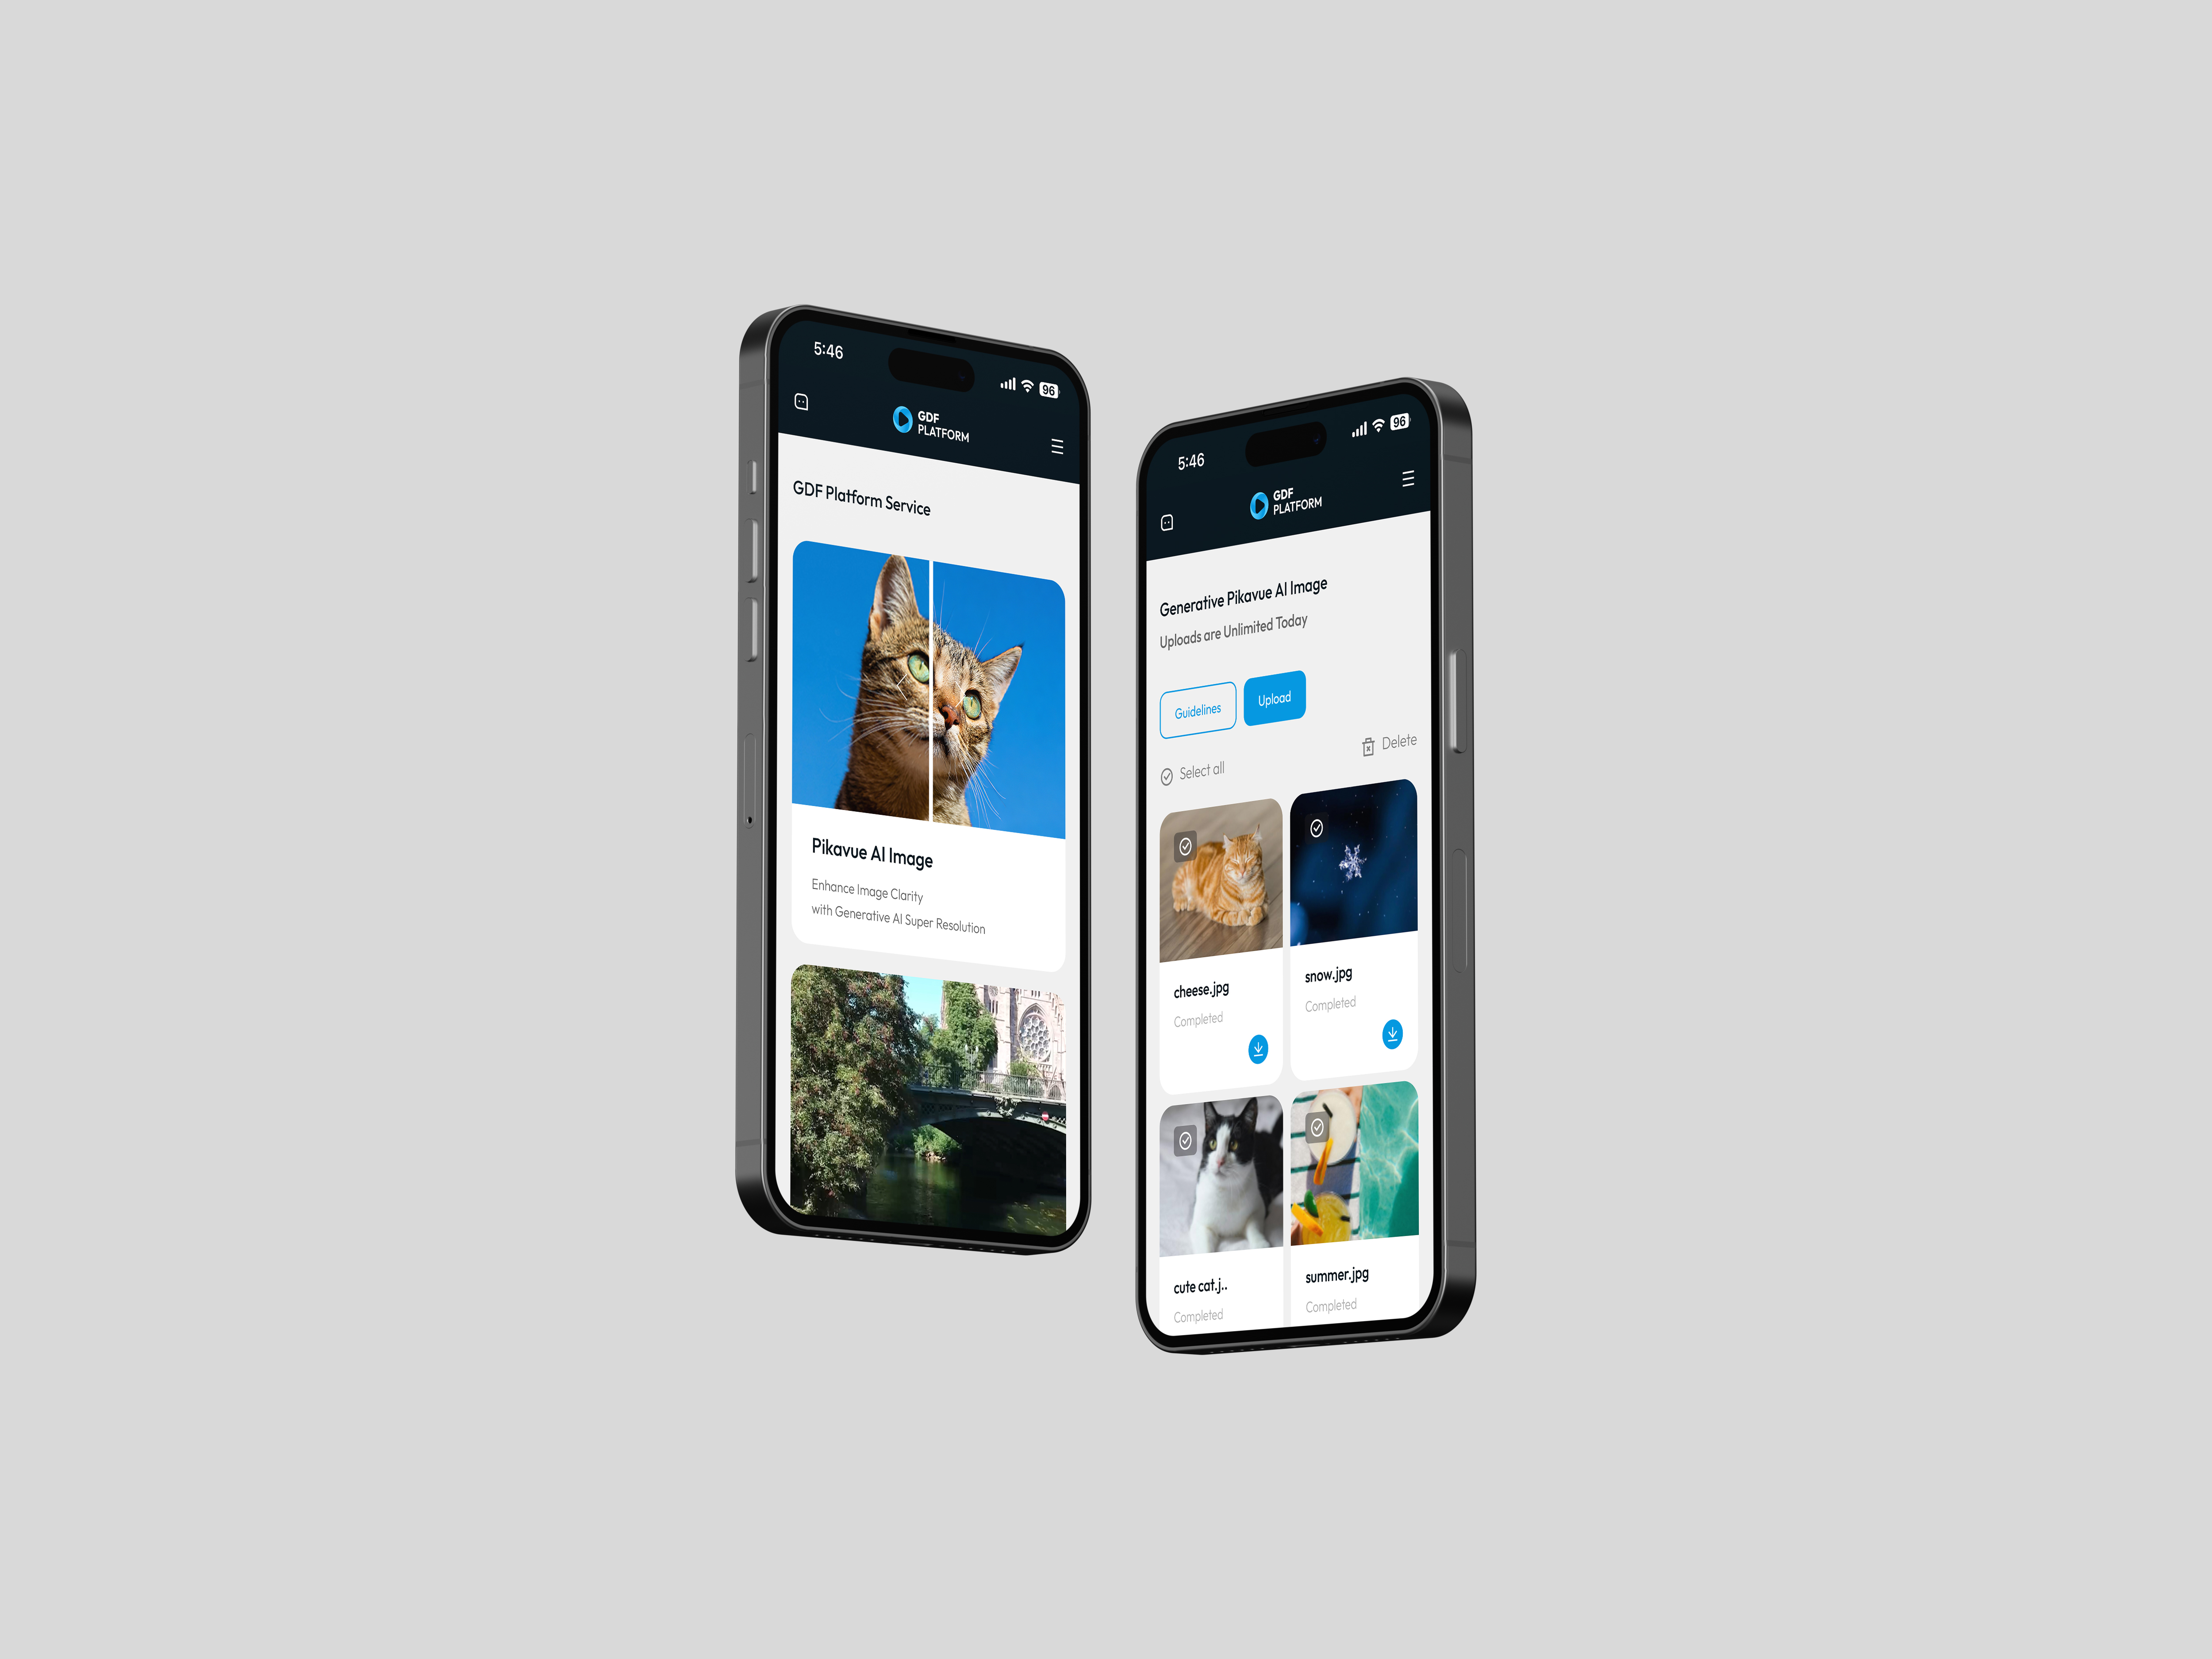 5:46
96
GDF
PLATFORM
GDF Platform Service
Pikavue AI Image
Enhance Image Clarity
with Generative AI Super Resolution
5:46
96
GDF
PLATFORM
Generative Pikavue AI Image
Uploads are Unlimited Today
Guidelines
Upload
Select all
Delete
cheese.jpg
Completed
snow.jpg
Completed
cute cat.j..
Completed
summer.jpg
Completed